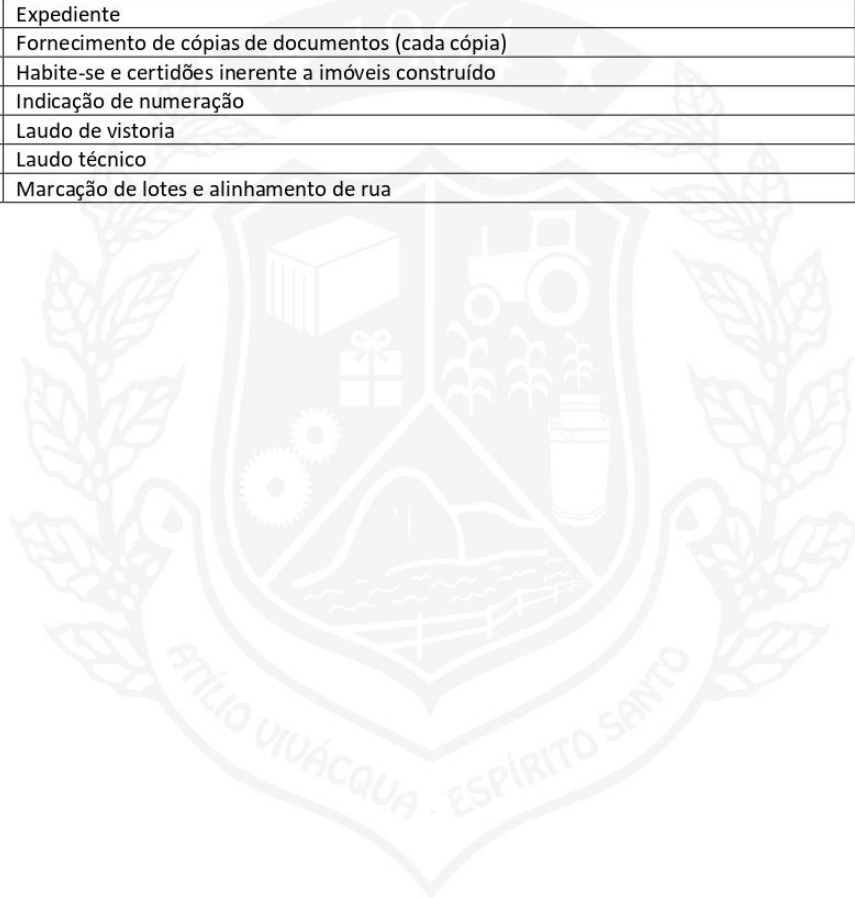 1964
Expediente
Fornecimento de cópias de documentos (cada cópia)
Habite-se e certidões inerente a imóveis construído
Indicação de numeração
Laudo de vistoria
Laudo técnico
Marcação de lotes e alinhamento de rua
ATÍLIO VIVÁCQUA . ESPÍRITO SANTO